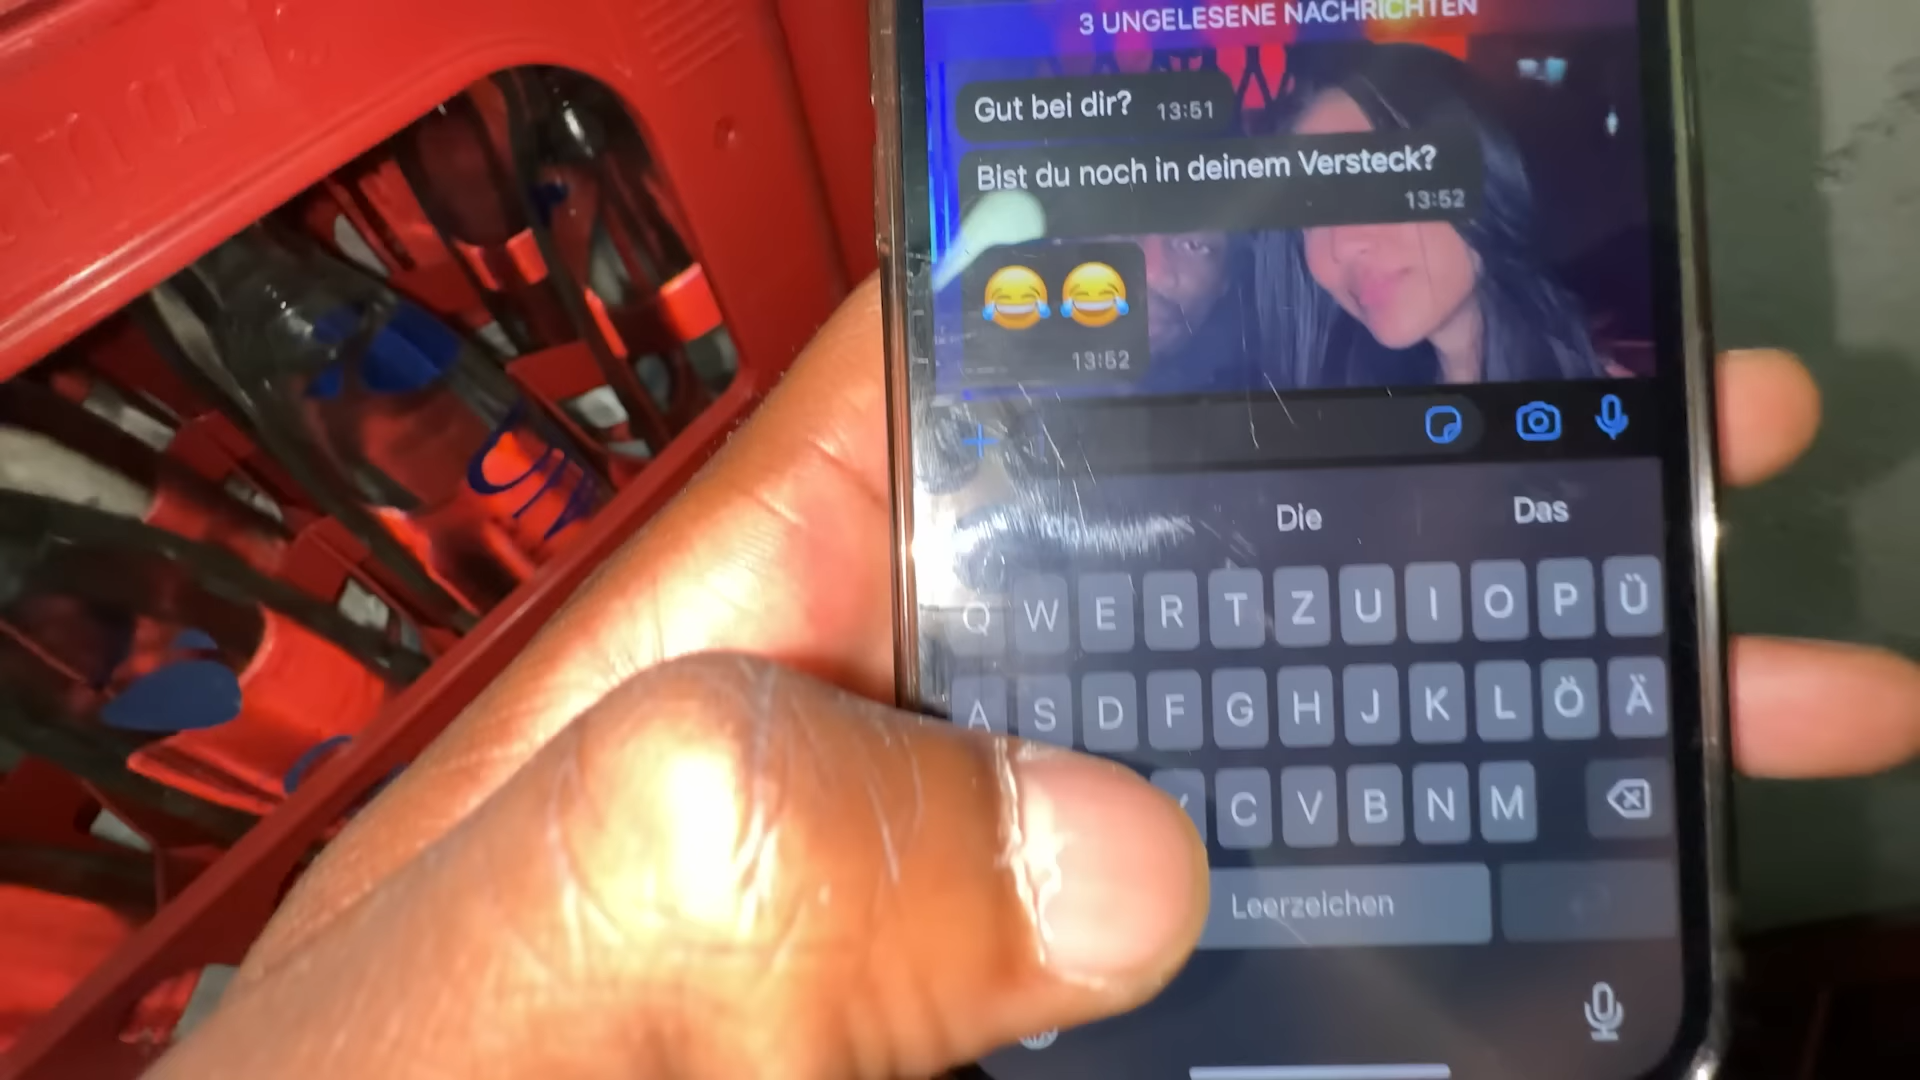 3 UNGELESENE NACHRICHTEN
Gut bei dir? 13:51
Bist du noch in deinem Versteck?
13:52
😂😂
13:52
Die Das
Q W E R T Z U I O P Ü
A S D F G H J K L Ö Ä
C V B N M
Leerzeichen